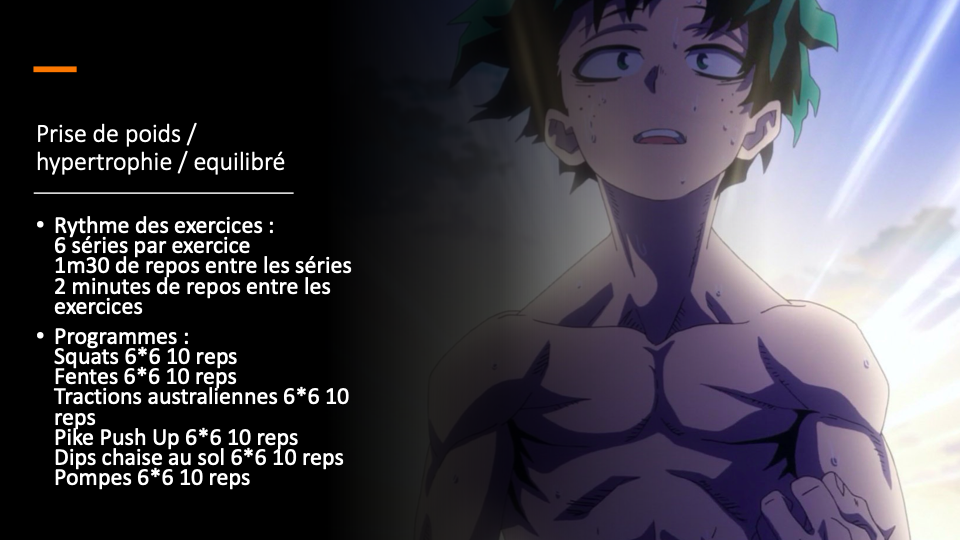 Prise de poids /
hypertrophie / equilibré
• Rythme des exercices :
6 séries par exercice
1m30 de repos entre les séries
2 minutes de repos entre les
exercices
• Programmes :
Squats 6*6 10 reps
Fentes 6*6 10 reps
Tractions australiennes 6*6 10
reps
Pike Push Up 6*6 10 reps
Dips chaise au sol 6*6 10 reps
Pompes 6*6 10 reps